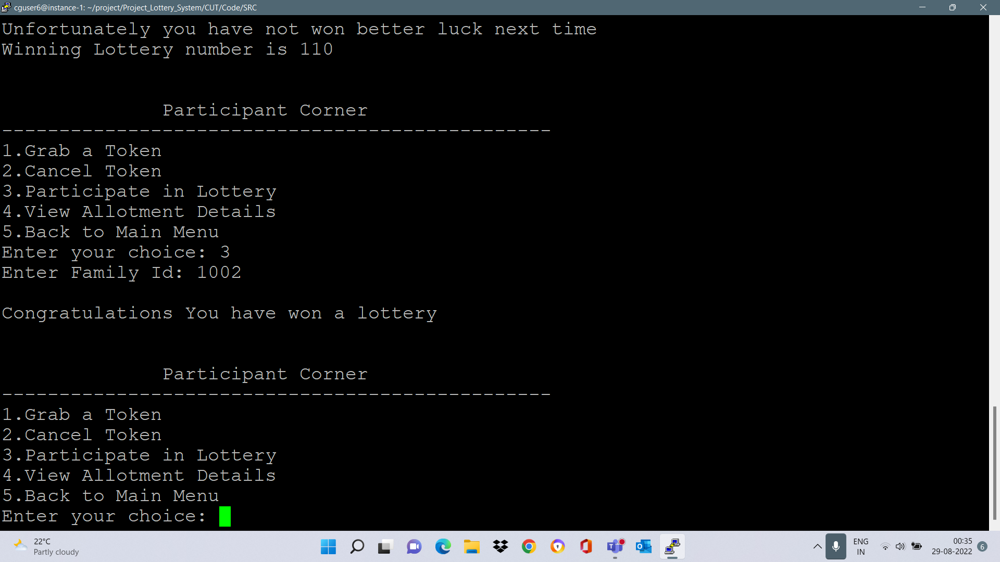 cguser6@instance-1: ~/project/Project_Lottery_System/CUT/Code/SRC
Unfortunately you have not won better luck next time
Winning Lottery number is 110
Participant Corner
------------------------------------------------
1.Grab a Token
2.Cancel Token
3.Participate in Lottery
4.View Allotment Details
5.Back to Main Menu
Enter your choice: 3
Enter Family Id: 1002
Congratulations You have won a lottery
Participant Corner
------------------------------------------------
1.Grab a Token
2.Cancel Token
3.Participate in Lottery
4.View Allotment Details
5.Back to Main Menu
Enter your choice:
22°C
Partly cloudy
ENG
IN
00:35
29-08-2022
6